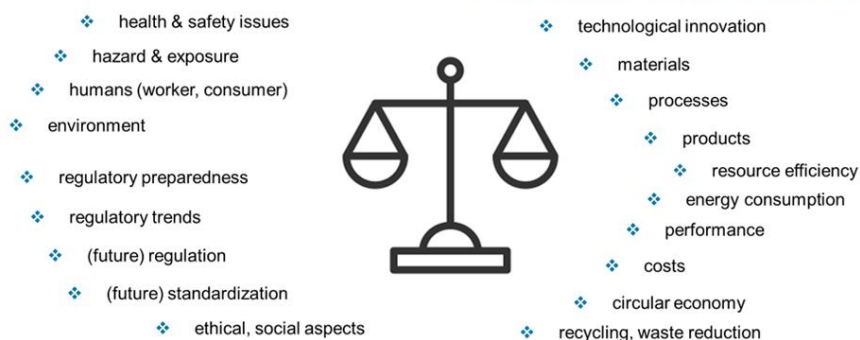 health & safety issues
hazard & exposure
humans (worker, consumer)
environment
regulatory preparedness
regulatory trends
(future) regulation
(future) standardization
ethical, social aspects
technological innovation
materials
processes
products
resource efficiency
energy consumption
performance
costs
circular economy
recycling, waste reduction